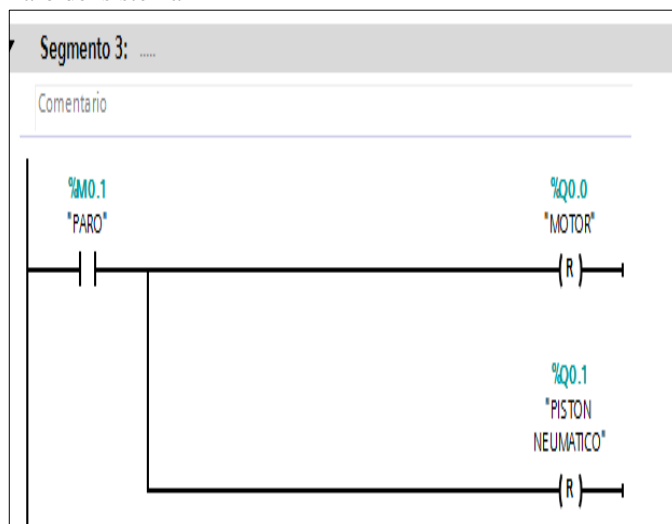 Segmento 3: .....
Comentario
%M0.1
"PARO"
%Q0.0
"MOTOR"
( R )
%Q0.1
"PISTON
NEUMATICO"
( R )